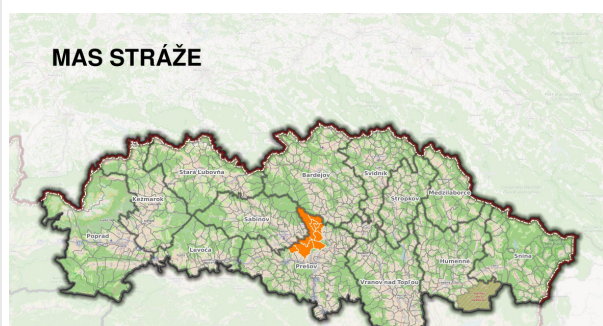 MAS STRÁŽE
Stará Ľubovňa
Bardejov
Svidník
Medzilaborce
Stropkov
Kežmarok
Sabinov
Poprad
Levoča
Snina
Humenné
Prešov
Vranov nad Topľou